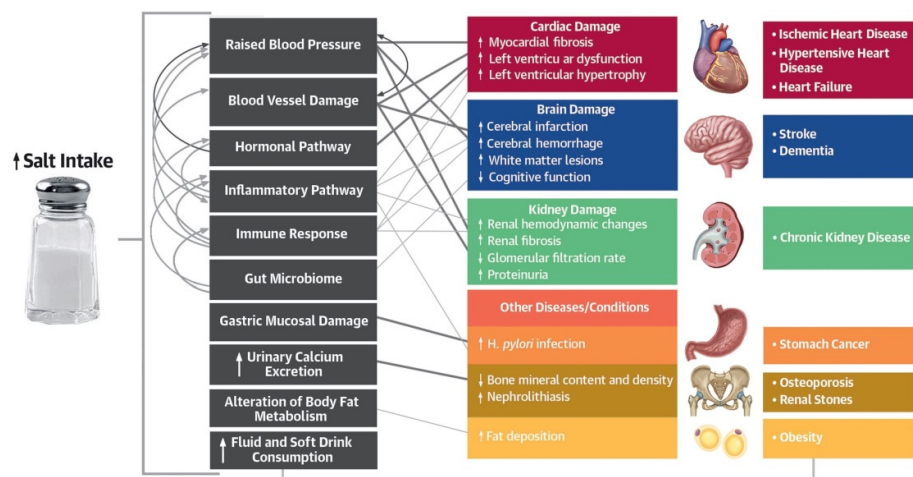 ↑ Salt Intake
Raised Blood Pressure
Blood Vessel Damage
Hormonal Pathway
Inflammatory Pathway
Immune Response
Gut Microbiome
Gastric Mucosal Damage
↑ Urinary Calcium
Excretion
Alteration of Body Fat
Metabolism
↑ Fluid and Soft Drink
Consumption
Cardiac Damage
↑ Myocardial fibrosis
↑ Left ventricu ar dysfunction
↑ Left ventricular hypertrophy
• Ischemic Heart Disease
• Hypertensive Heart
Disease
• Heart Failure
Brain Damage
↑ Cerebral infarction
↑ Cerebral hemorrhage
↑ White matter lesions
↓ Cognitive function
• Stroke
• Dementia
Kidney Damage
↑ Renal hemodynamic changes
↑ Renal fibrosis
↓ Glomerular filtration rate
↑ Proteinuria
• Chronic Kidney Disease
Other Diseases/Conditions
↑ H. pylori infection
• Stomach Cancer
↓ Bone mineral content and density
↑ Nephrolithiasis
• Osteoporosis
• Renal Stones
↑ Fat deposition
• Obesity